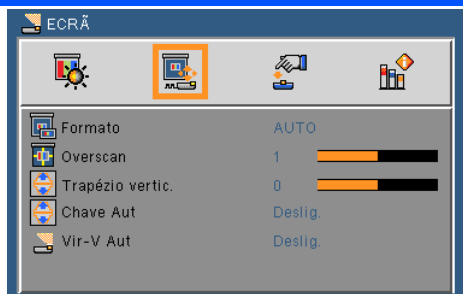 ECRÃ
Formato AUTO
Overscan 1
Trapézio vertic. 0
Chave Aut Deslig.
Vir-V Aut Deslig.